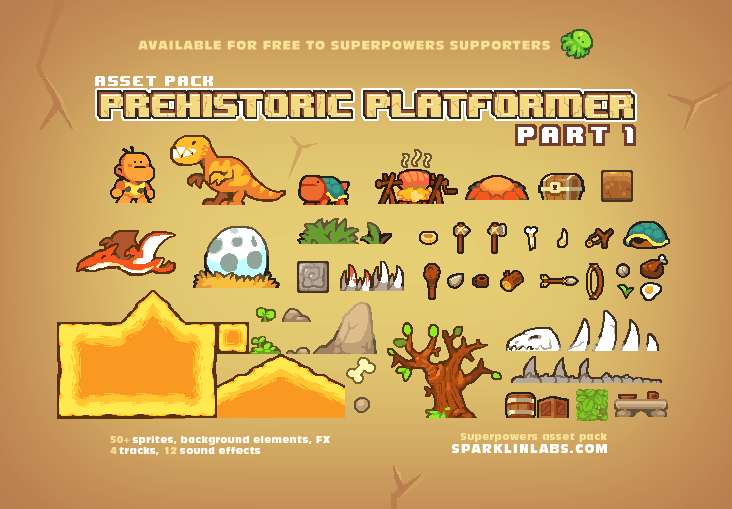 AVAILABLE FOR FREE TO SUPERPOWERS SUPPORTERS
ASSET PACK
PREHISTORIC PLATFORMER
PART 1
50+ sprites, background elements, FX
4 tracks, 12 sound effects
Superpowers asset pack
SPARKLINLABS.COM